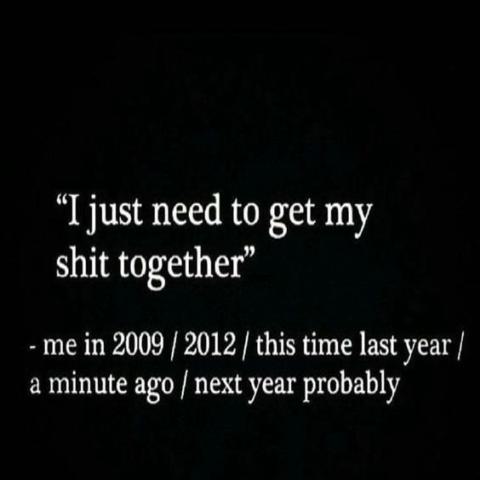 “I just need to get my
shit together”
- me in 2009 / 2012 / this time last year /
a minute ago / next year probably